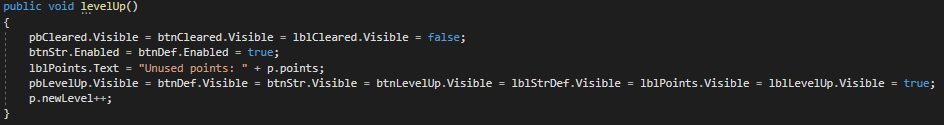 public void levelUp()
{
pbCleared.Visible = btnCleared.Visible = lblCleared.Visible = false;
btnStr.Enabled = btnDef.Enabled = true;
lblPoints.Text = "Unused points: " + p.points;
pbLevelUp.Visible = btnDef.Visible = btnStr.Visible = btnLevelUp.Visible = lblStrDef.Visible = lblPoints.Visible = lblLevelUp.Visible = true;
p.newLevel++;
}